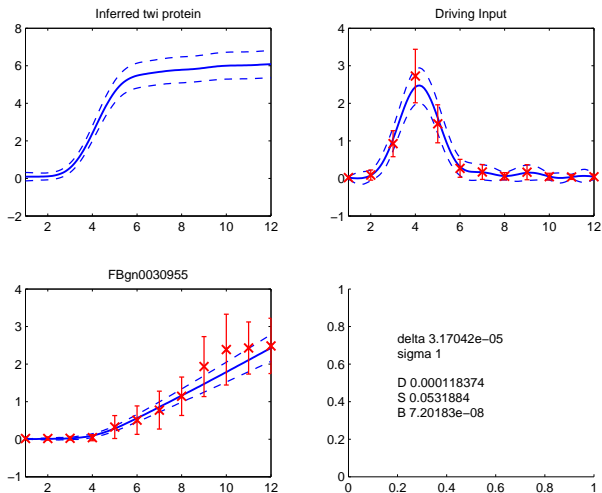 Inferred twi protein
8
6
4
2
0
−2
2 4 6 8 10 12
Driving Input
4
3
2
1
0
−1
2 4 6 8 10 12
FBgn0030955
4
3
2
1
0
−1
2 4 6 8 10 12
1
0.8
0.6
0.4
0.2
0
0 0.2 0.4 0.6 0.8 1
delta 3.17042e−05
sigma 1
D 0.000118374
S 0.0531884
B 7.20183e−08